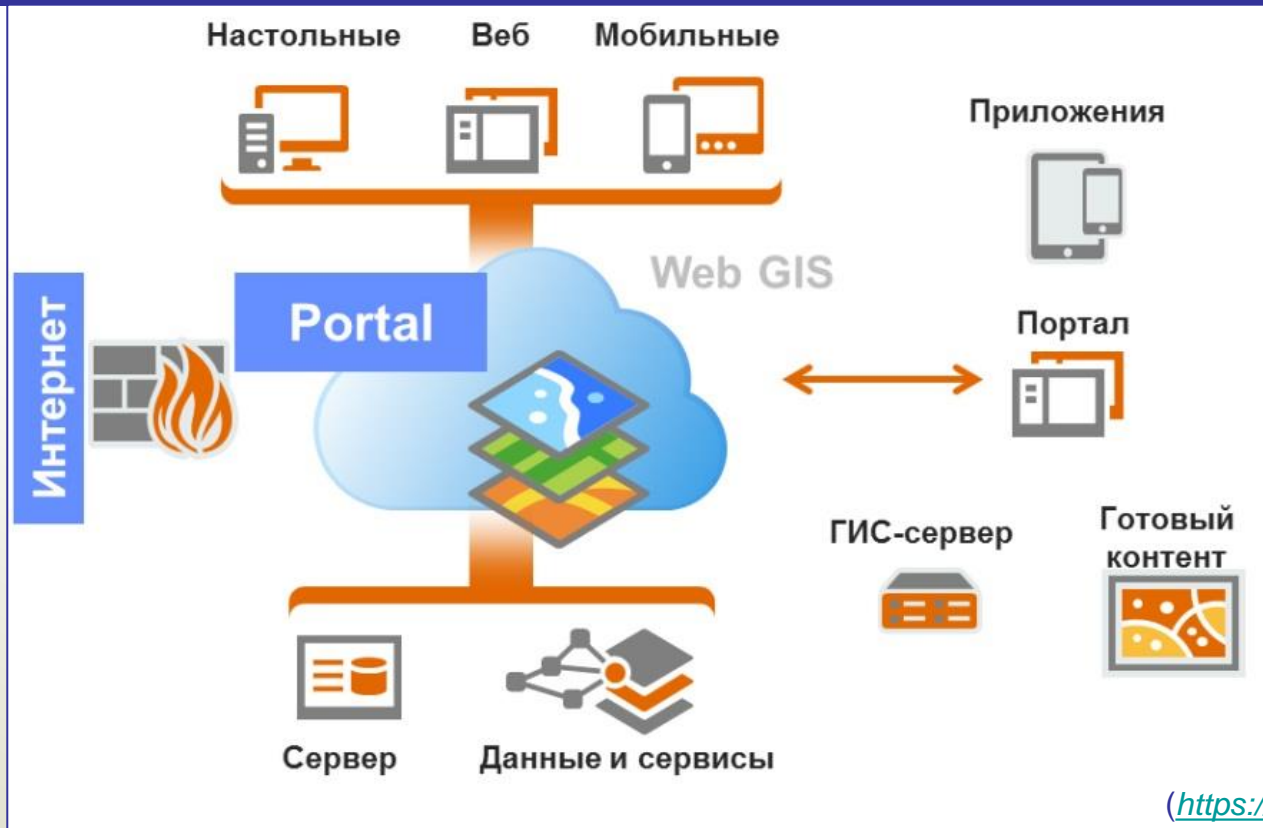 Настольные
Веб
Мобильные
Приложения
Web GIS
Portal
Интернет
Портал
ГИС-сервер
Готовый
контент
Сервер
Данные и сервисы
(https:/